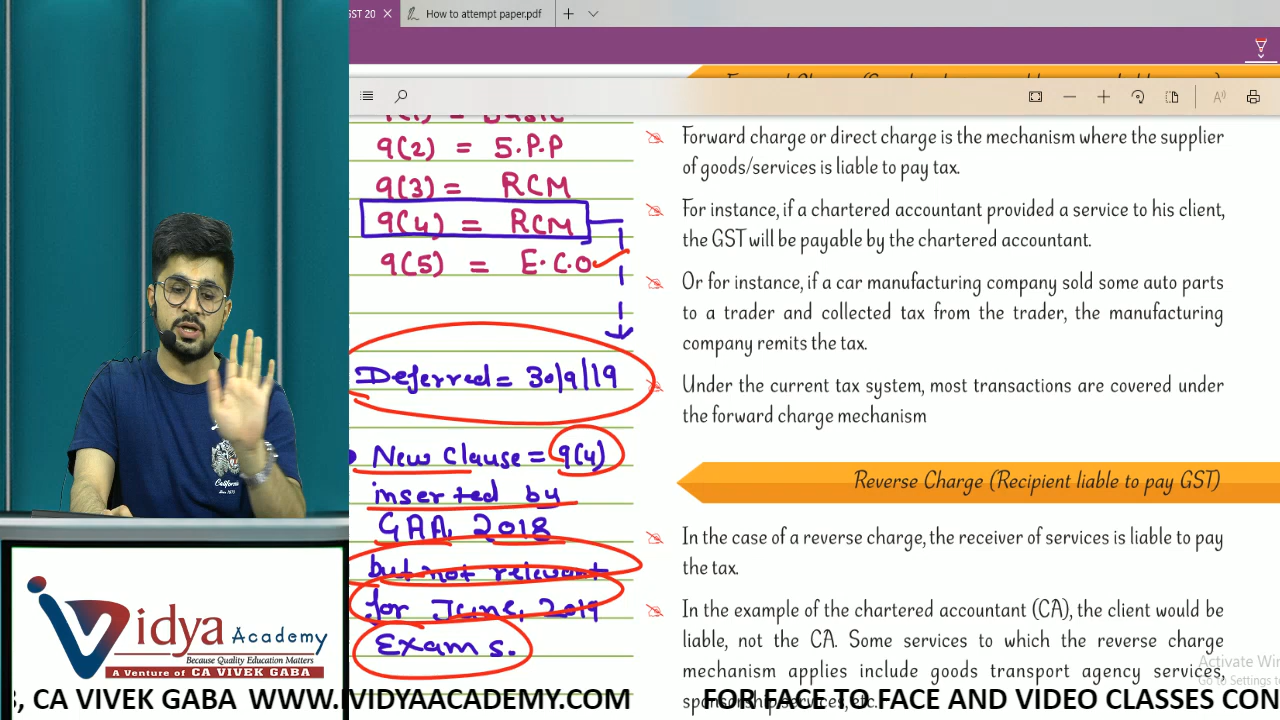 GST 20
How to attempt paper.pdf
9(2) = S.P.P
9(3) = RCM
9(4) = RCM
9(5) = E.C.O
Deferred = 30/9/19
New Clause = 9(4)
inserted by
GAA, 2018
but not relevant
for June, 2019
Exams.
Forward charge or direct charge is the mechanism where the supplier
of goods/services is liable to pay tax.
For instance, if a chartered accountant provided a service to his client,
the GST will be payable by the chartered accountant.
Or for instance, if a car manufacturing company sold some auto parts
to a trader and collected tax from the trader, the manufacturing
company remits the tax.
Under the current tax system, most transactions are covered under
the forward charge mechanism
Reverse Charge (Recipient liable to pay GST)
In the case of a reverse charge, the receiver of services is liable to pay
the tax.
In the example of the chartered accountant (CA), the client would be
liable, not the CA. Some services to which the reverse charge
mechanism applies include goods transport agency services,
sponsorship services, etc.
Activate Win
Go to Settings
California
Vidya Academy
Because Quality Education Matters
A Venture of CA VIVEK GABA
, CA VIVEK GABA WWW.IVIDYAACADEMY.COM
FOR FACE TO FACE AND VIDEO CLASSES CON